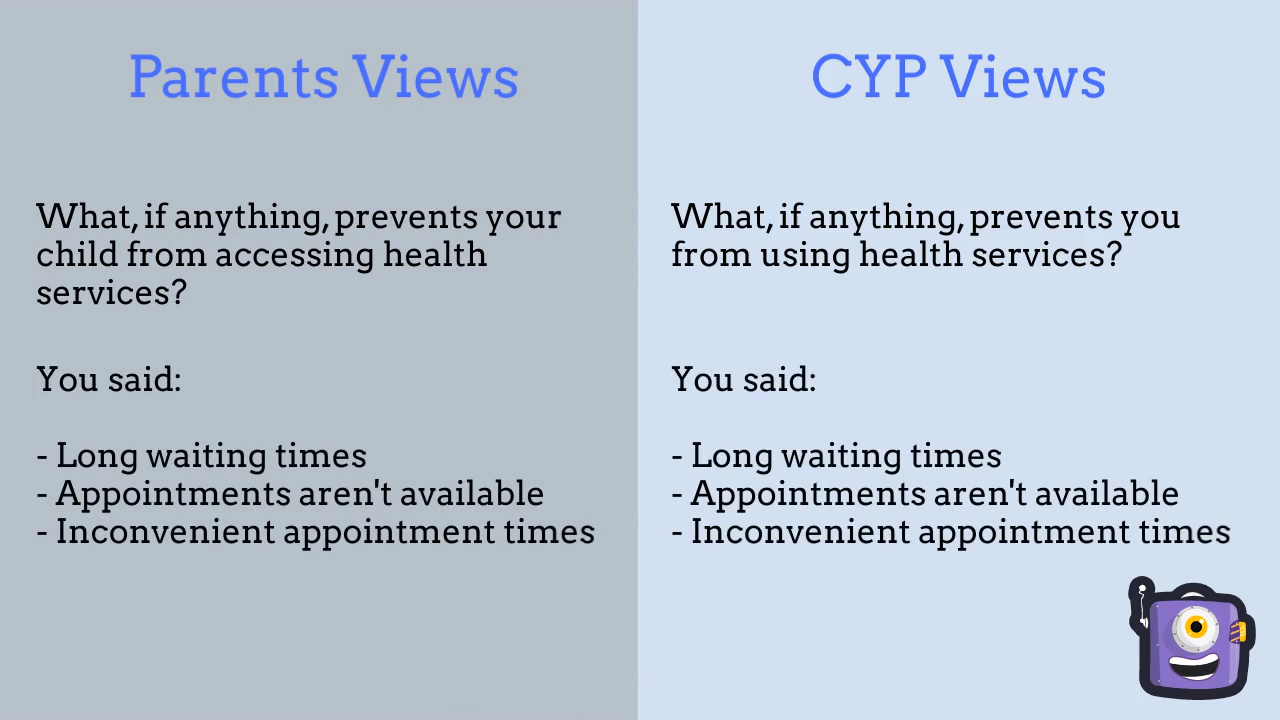 Parents Views
What, if anything, prevents your
child from accessing health
services?
You said:
- Long waiting times
- Appointments aren't available
- Inconvenient appointment times
CYP Views
What, if anything, prevents you
from using health services?
You said:
- Long waiting times
- Appointments aren't available
- Inconvenient appointment times